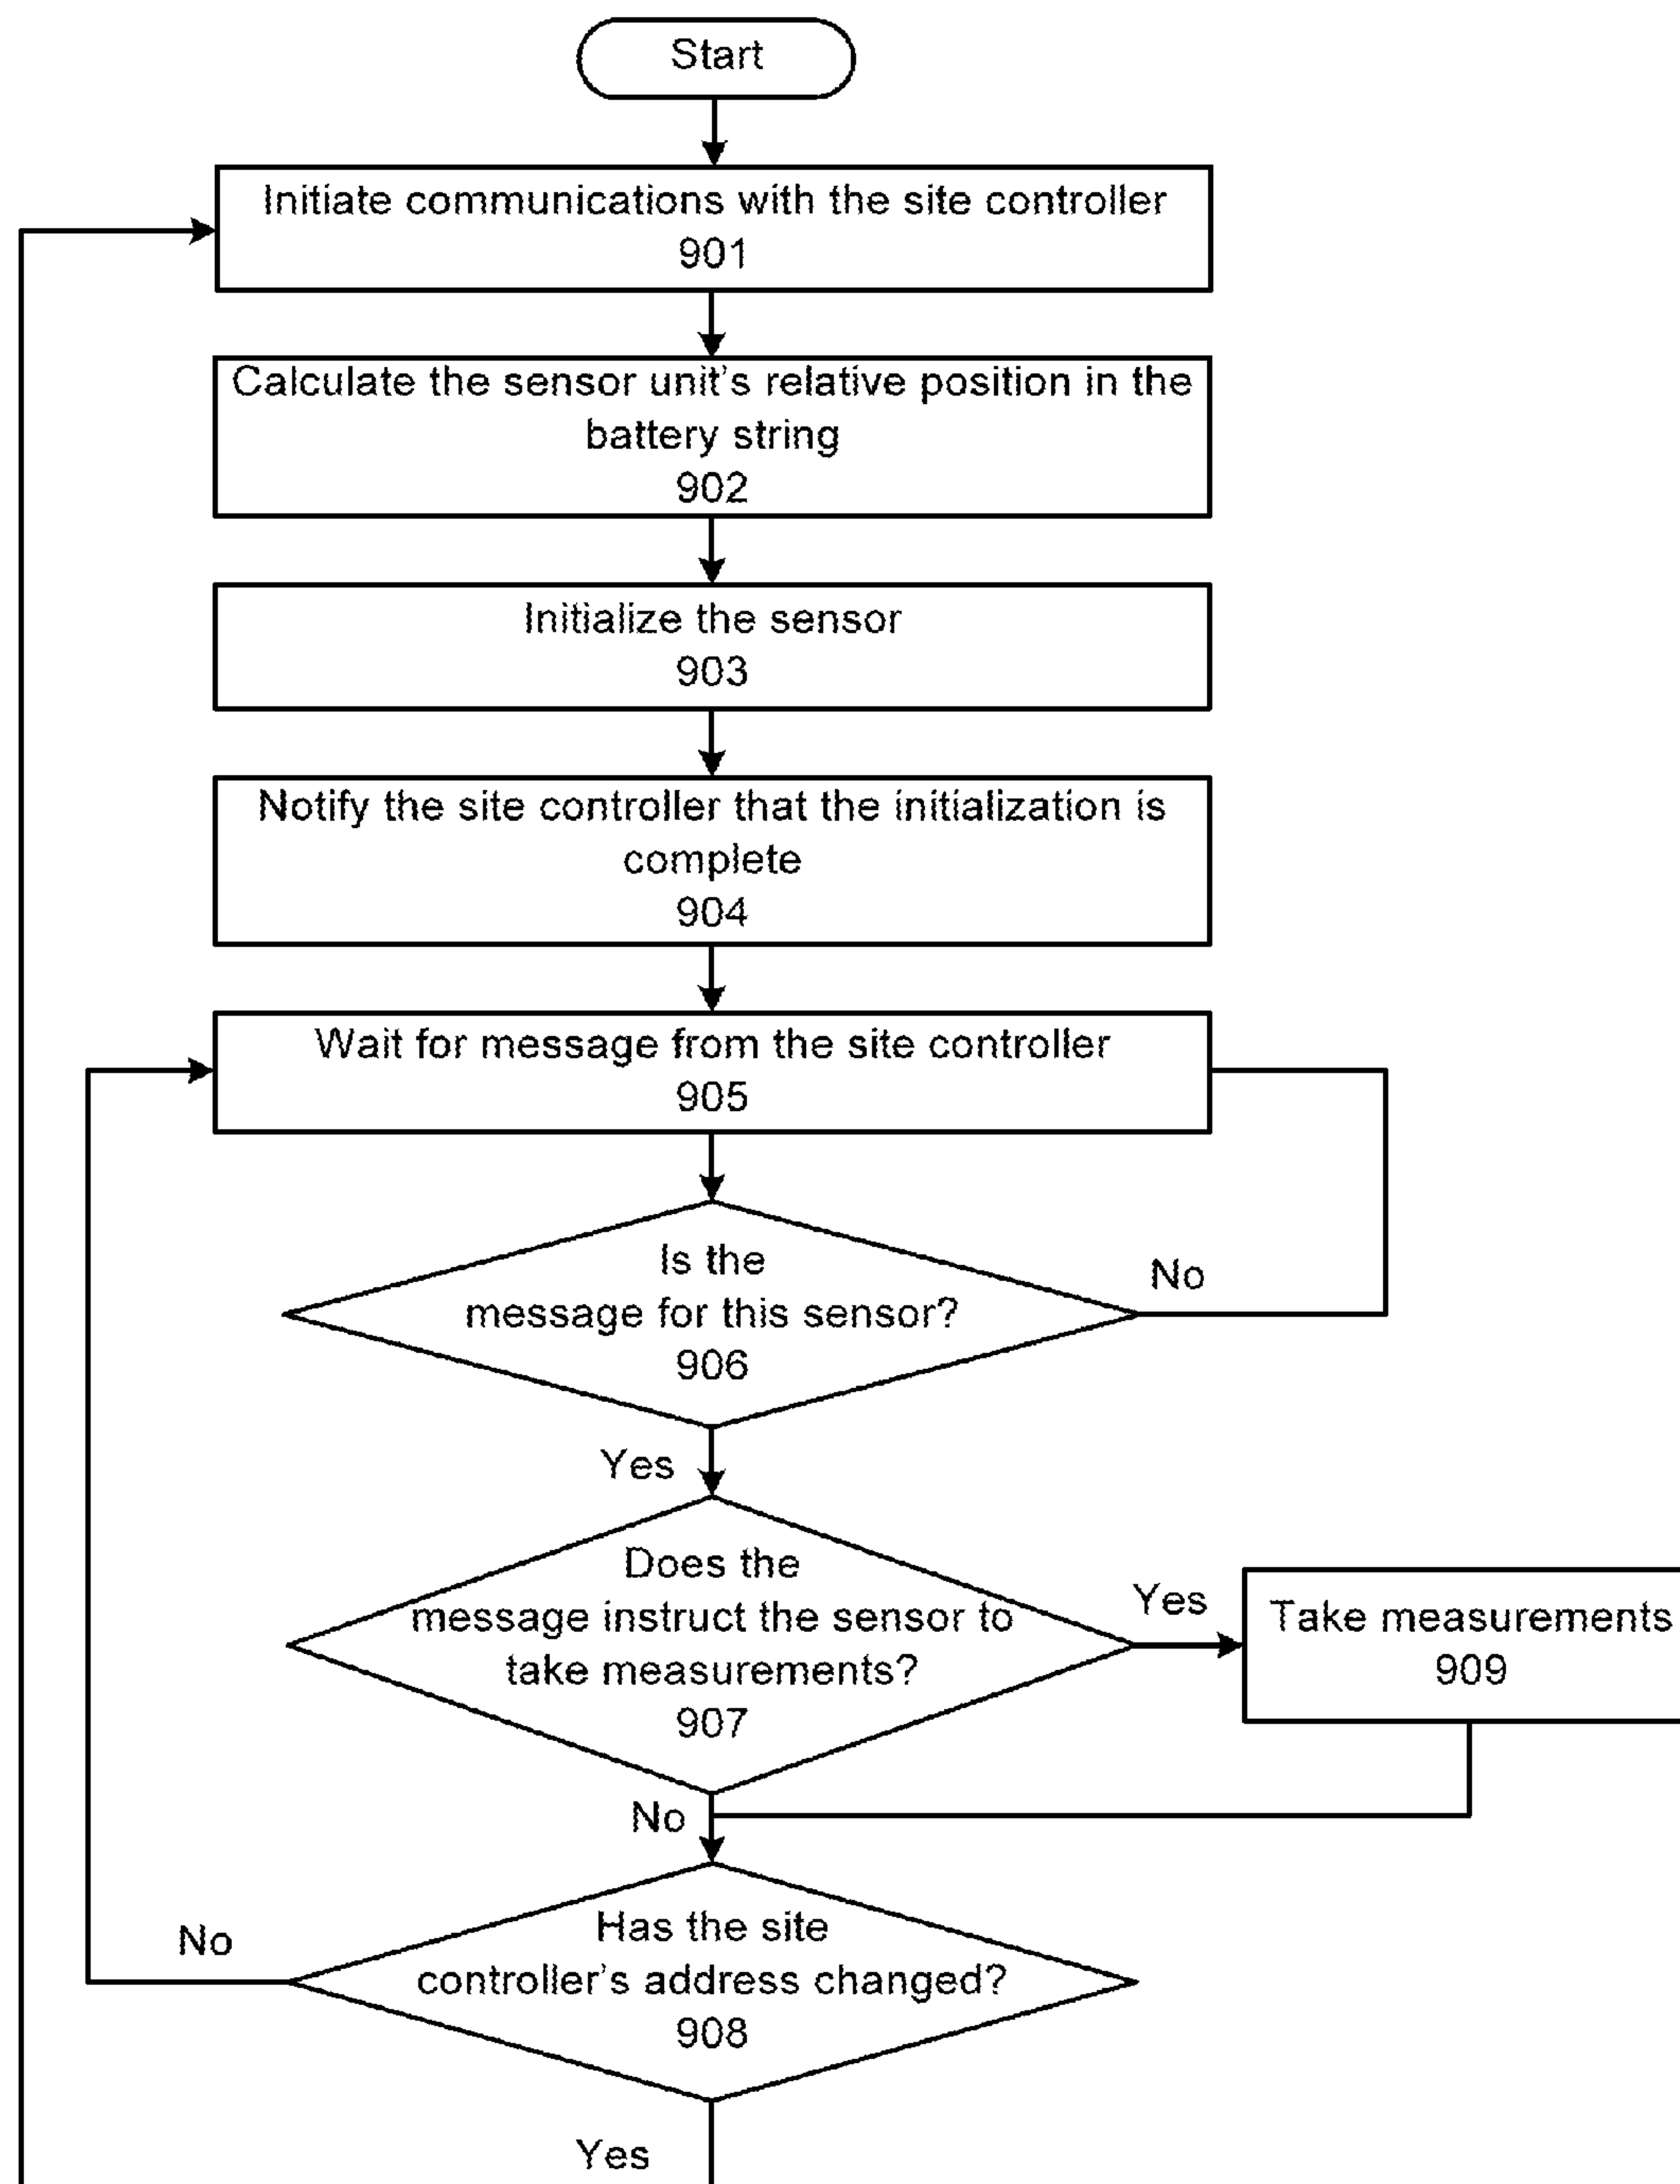 Start
Initiate communications with the site controller
901
Calculate the sensor unit's relative position in the
battery string
902
Initialize the sensor
903
Notify the site controller that the initialization is
complete
904
Wait for message from the site controller
905
Is the
message for this sensor?
906
No
Yes
Does the
message instruct the sensor to
take measurements?
907
Yes
Take measurements
909
No
Has the site
controller's address changed?
908
No
Yes